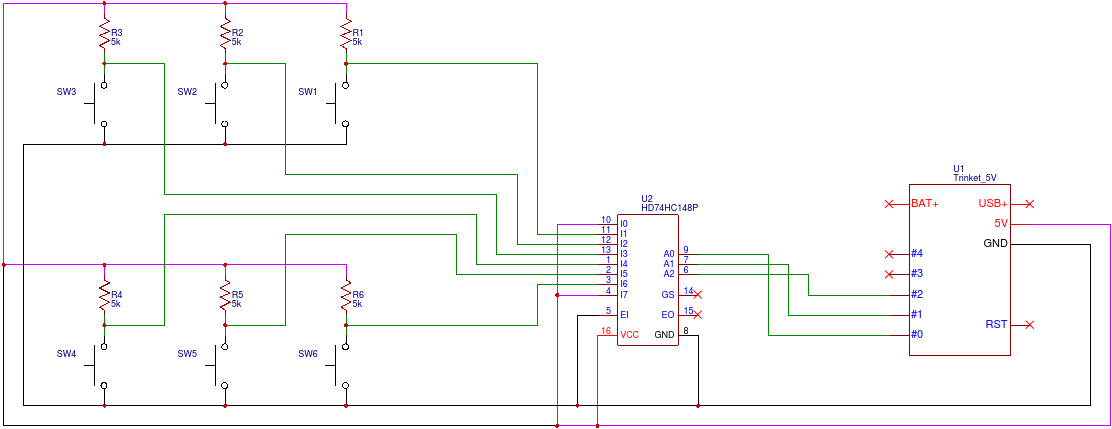 R3
5k
R2
5k
R1
5k
SW3
SW2
SW1
U2
HD74HC148P
10 I0
11 I1
12 I2
13 I3
1 I4
2 I5
3 I6
4 I7
5 EI
16 VCC
A0 9
A1 7
A2 6
GS 14
EO 15
GND 8
U1
Trinket_5V
BAT+ USB+
5V
GND
#4
#3
#2
#1
RST
#0
R4
5k
R5
5k
R6
5k
SW4
SW5
SW6